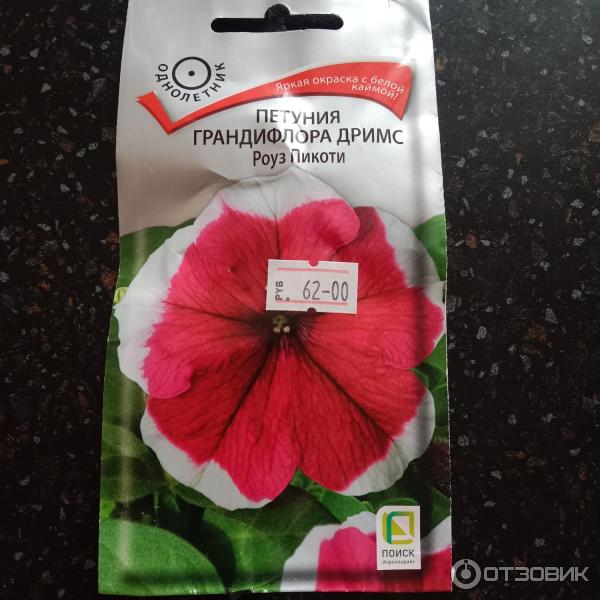 ОДНОЛЕТНИК
Яркая окраска с белой
каймой!
ПЕТУНИЯ
ГРАНДИФЛОРА ДРИМС
Роуз Пикоти
РУБ. 62-00
ПОИСК
Агрохолдинг
ОТЗОВИК